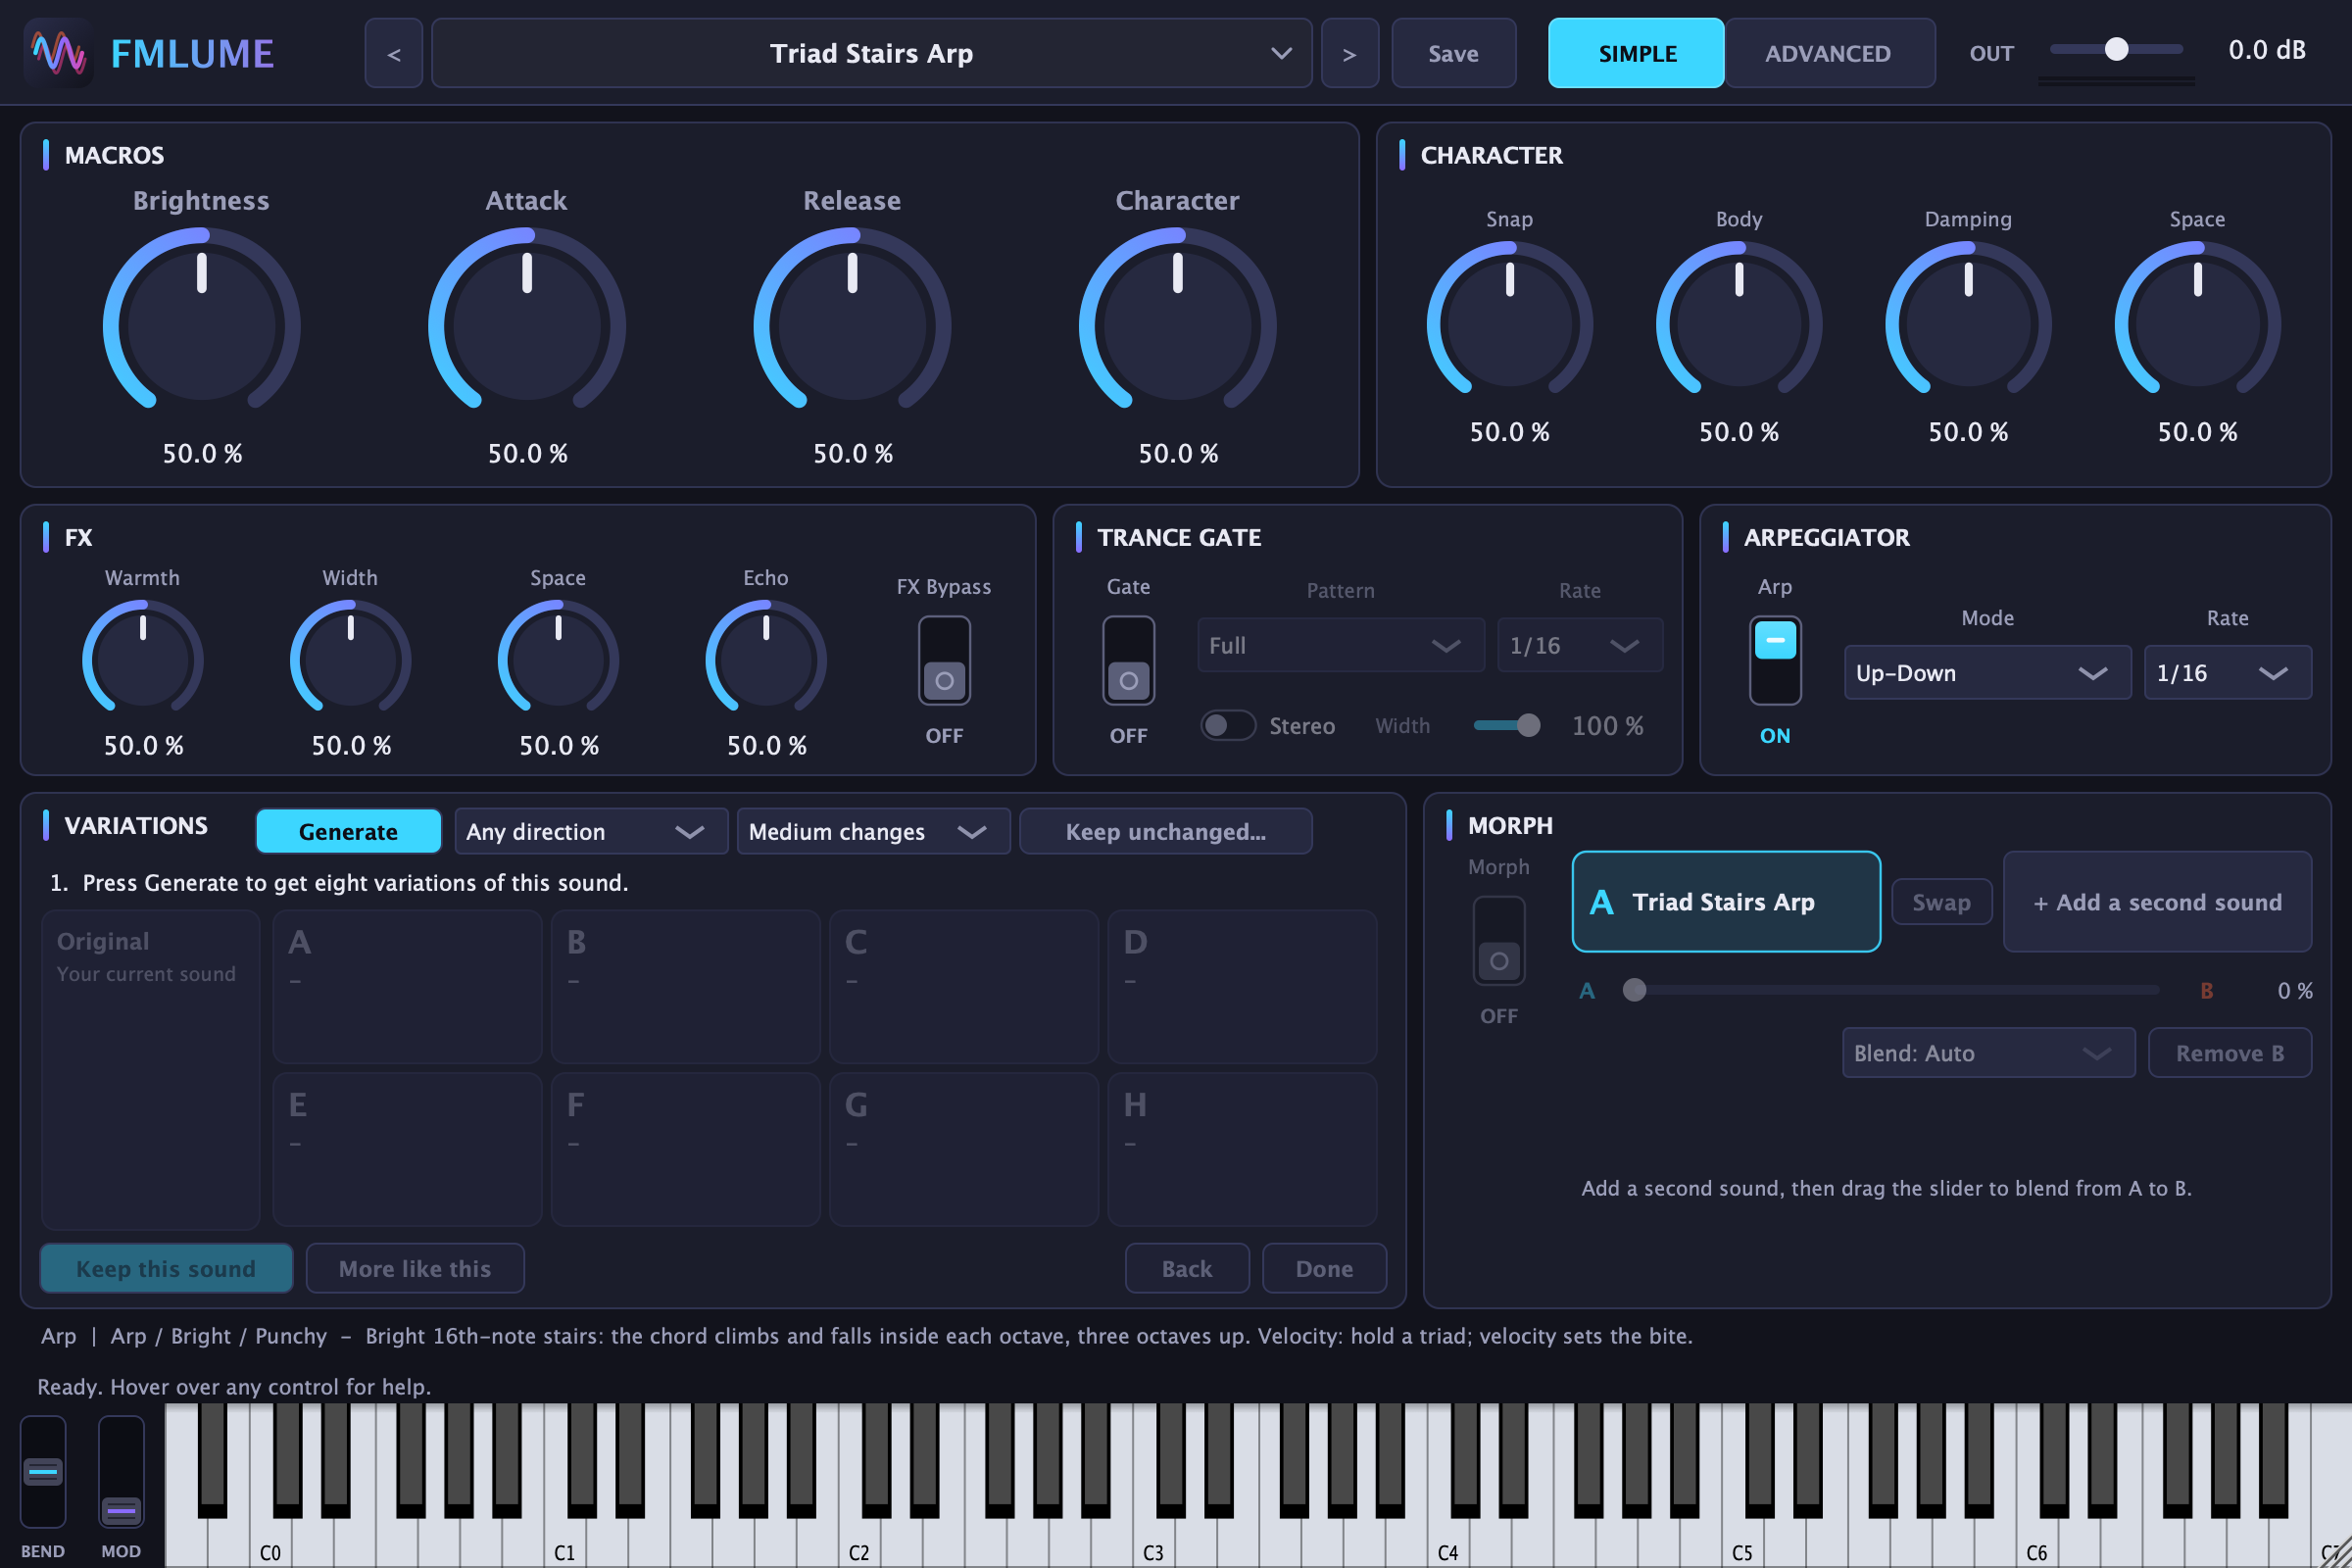 FMLUME
<
Triad Stairs Arp
>
Save
SIMPLE
ADVANCED
OUT
0.0 dB
MACROS
Brightness
Attack
Release
Character
50.0 %
50.0 %
50.0 %
50.0 %
CHARACTER
Snap
Body
Damping
Space
50.0 %
50.0 %
50.0 %
50.0 %
FX
Warmth
Width
Space
Echo
FX Bypass
50.0 %
50.0 %
50.0 %
50.0 %
OFF
TRANCE GATE
Gate
Pattern
Rate
Full
1/16
OFF
Stereo
Width
100 %
ARPEGGIATOR
Arp
Mode
Rate
Up-Down
1/16
ON
VARIATIONS
Generate
Any direction
Medium changes
Keep unchanged...
1. Press Generate to get eight variations of this sound.
Original
Your current sound
A
–
B
–
C
–
D
–
E
–
F
–
G
–
H
–
Keep this sound
More like this
Back
Done
MORPH
Morph
OFF
A Triad Stairs Arp
Swap
+ Add a second sound
A
B
0 %
Blend: Auto
Remove B
Add a second sound, then drag the slider to blend from A to B.
Arp | Arp / Bright / Punchy – Bright 16th-note stairs: the chord climbs and falls inside each octave, three octaves up. Velocity: hold a triad; velocity sets the bite.
Ready. Hover over any control for help.
BEND
MOD
C0
C1
C2
C3
C4
C5
C6
C7